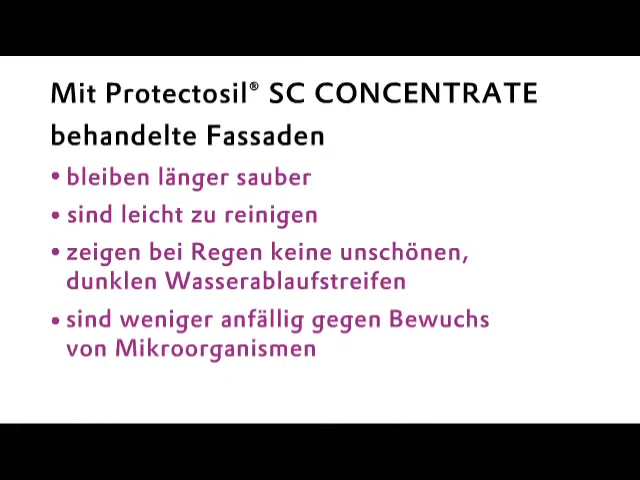 Mit Protectosil® SC CONCENTRATE
behandelte Fassaden
• bleiben länger sauber
• sind leicht zu reinigen
• zeigen bei Regen keine unschönen,
dunklen Wasserablaufstreifen
• sind weniger anfällig gegen Bewuchs
von Mikroorganismen